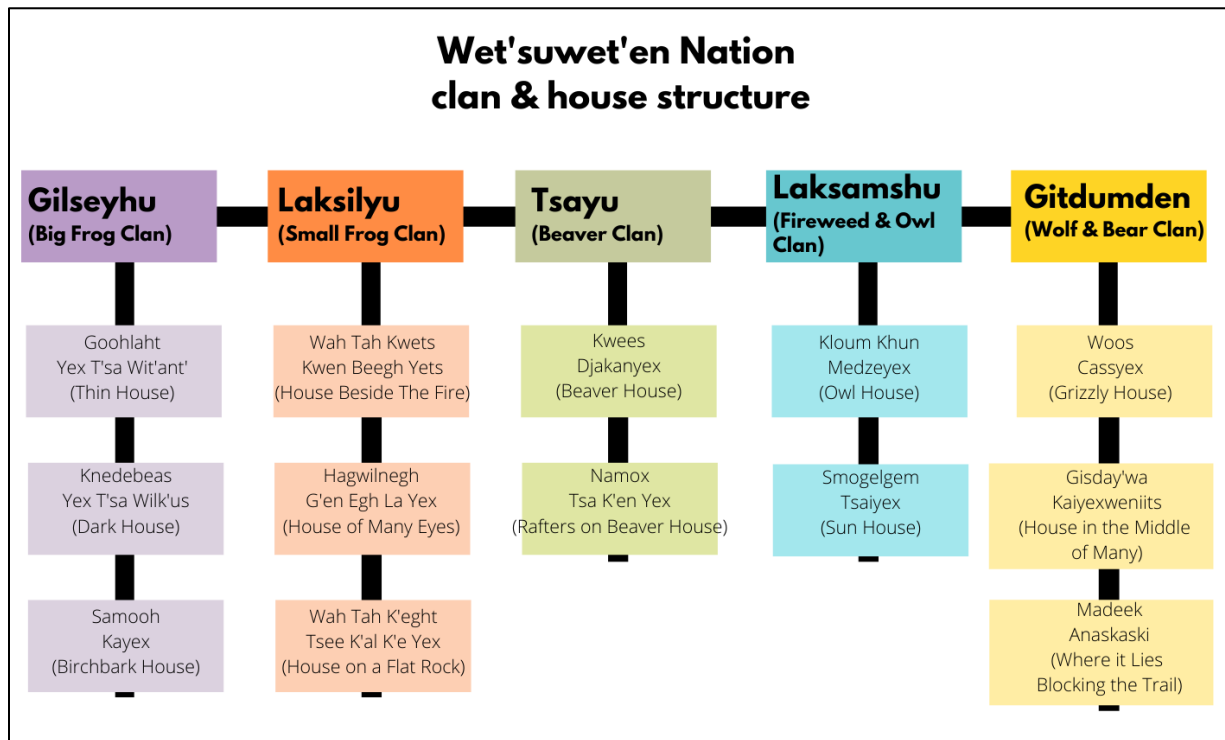 Wet'suwet'en Nation
clan & house structure
Gilseyhu
(Big Frog Clan)
Goohlaht
Yex T'sa Wit'ant'
(Thin House)
Knedebeas
Yex T'sa Wilk'us
(Dark House)
Samooh
Kayex
(Birchbark House)
Laksilyu
(Small Frog Clan)
Wah Tah Kwets
Kwen Beegh Yets
(House Beside The Fire)
Hagwilnegh
G'en Egh La Yex
(House of Many Eyes)
Wah Tah K'eght
Tsee K'al K'e Yex
(House on a Flat Rock)
Tsayu
(Beaver Clan)
Kwees
Djakanyex
(Beaver House)
Namox
Tsa K'en Yex
(Rafters on Beaver House)
Laksamshu
(Fireweed & Owl
Clan)
Kloum Khun
Medzeyex
(Owl House)
Smogelgem
Tsaiyex
(Sun House)
Gitdumden
(Wolf & Bear Clan)
Woos
Cassyex
(Grizzly House)
Gisday'wa
Kaiyexweniits
(House in the Middle
of Many)
Madeek
Anaskaski
(Where it Lies
Blocking the Trail)